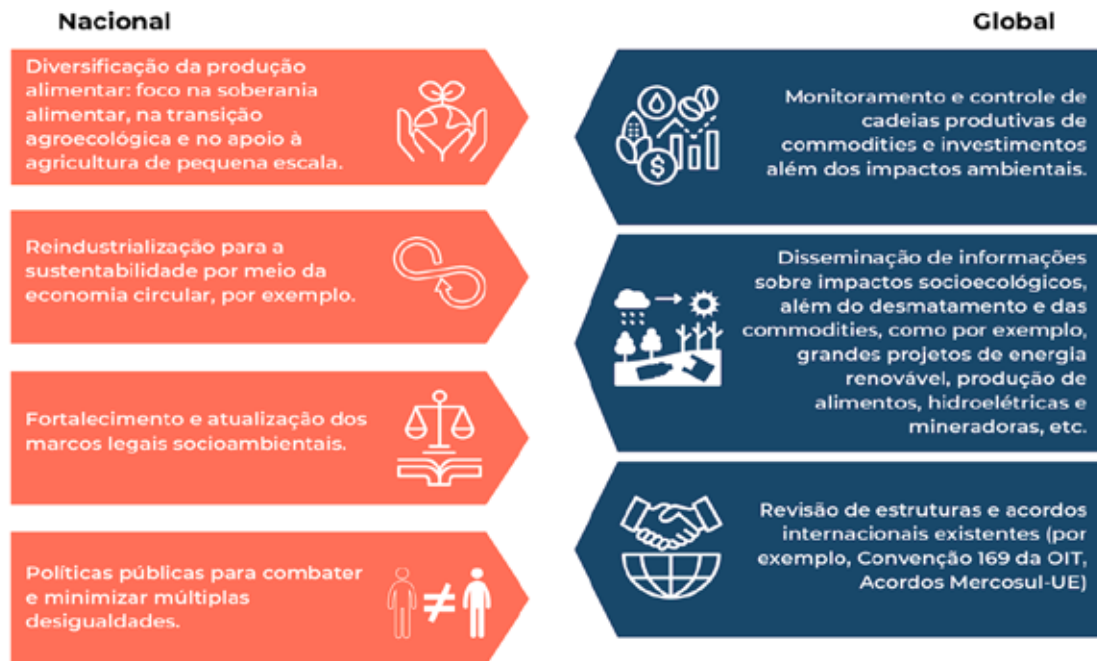 Nacional
Diversificação da produção
alimentar: foco na soberania
alimentar, na transição
agroecológica e no apoio à
agricultura de pequena escala.
Reindustrialização para a
sustentabilidade por meio da
economia circular, por exemplo.
Fortalecimento e atualização dos
marcos legais socioambientais.
Políticas públicas para combater
e minimizar múltiplas
desigualdades.
Global
Monitoramento e controle de
cadeias produtivas de
commodities e investimentos
além dos impactos ambientais.
$
Disseminação de informações
sobre impactos socioecológicos,
além do desmatamento e das
commodities, como por exemplo,
grandes projetos de energia
renovável, produção de
alimentos, hidroelétricas e
mineradoras, etc.
Revisão de estruturas e acordos
internacionais existentes (por
exemplo, Convenção 169 da OIT,
Acordos Mercosul-UE)